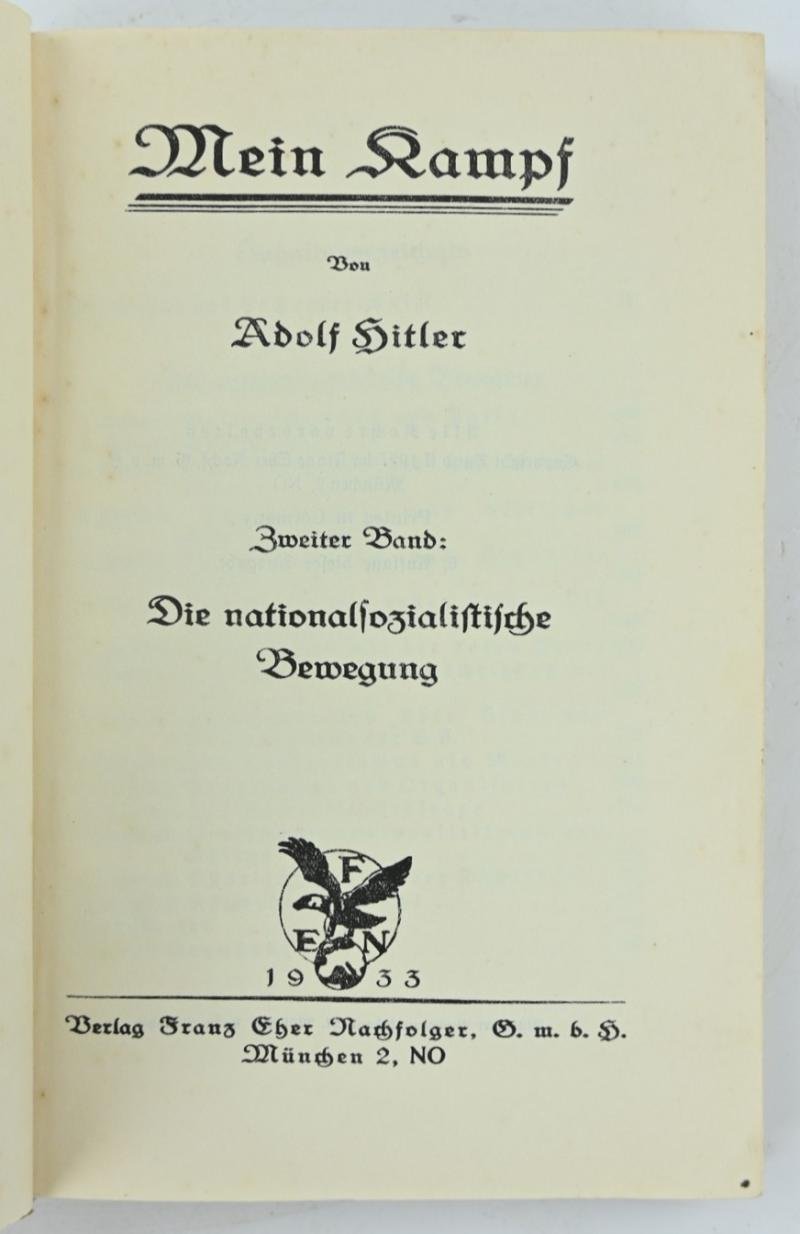 Mein Kampf
Von
Adolf Hitler
Zweiter Band:
Die nationalsozialistische
Bewegung
F
E N
1933
Verlag Franz Eher Nachfolger, G. m. b. H.
München 2, NO